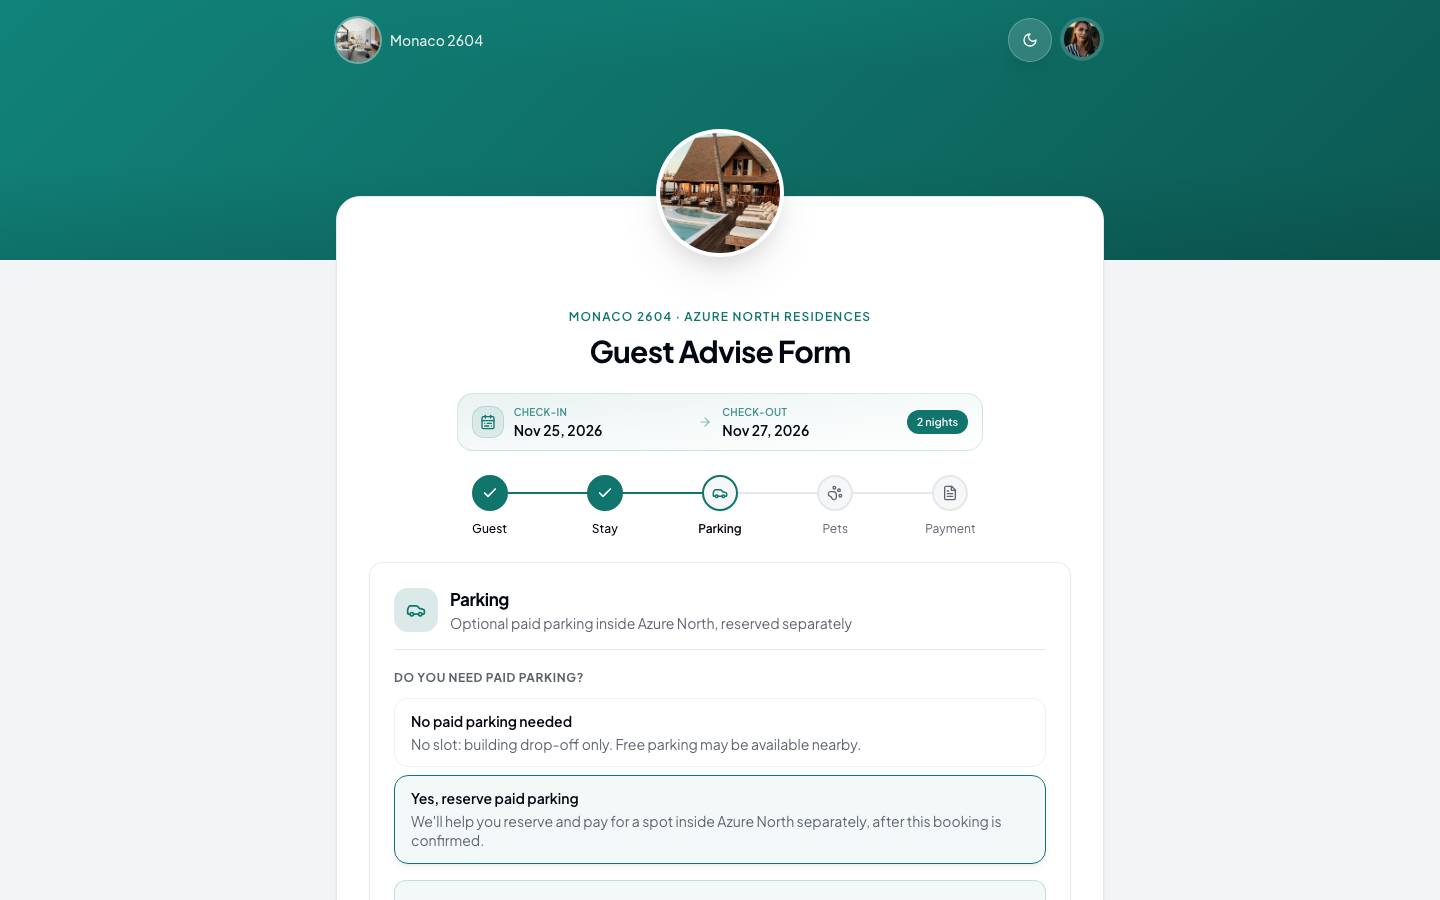 Monaco 2604
MONACO 2604 · AZURE NORTH RESIDENCES
Guest Advise Form
CHECK-IN
Nov 25, 2026
CHECK-OUT
Nov 27, 2026
2 nights
Guest
Stay
Parking
Pets
Payment
Parking
Optional paid parking inside Azure North, reserved separately
DO YOU NEED PAID PARKING?
No paid parking needed
No slot: building drop-off only. Free parking may be available nearby.
Yes, reserve paid parking
We'll help you reserve and pay for a spot inside Azure North separately, after this booking is
confirmed.